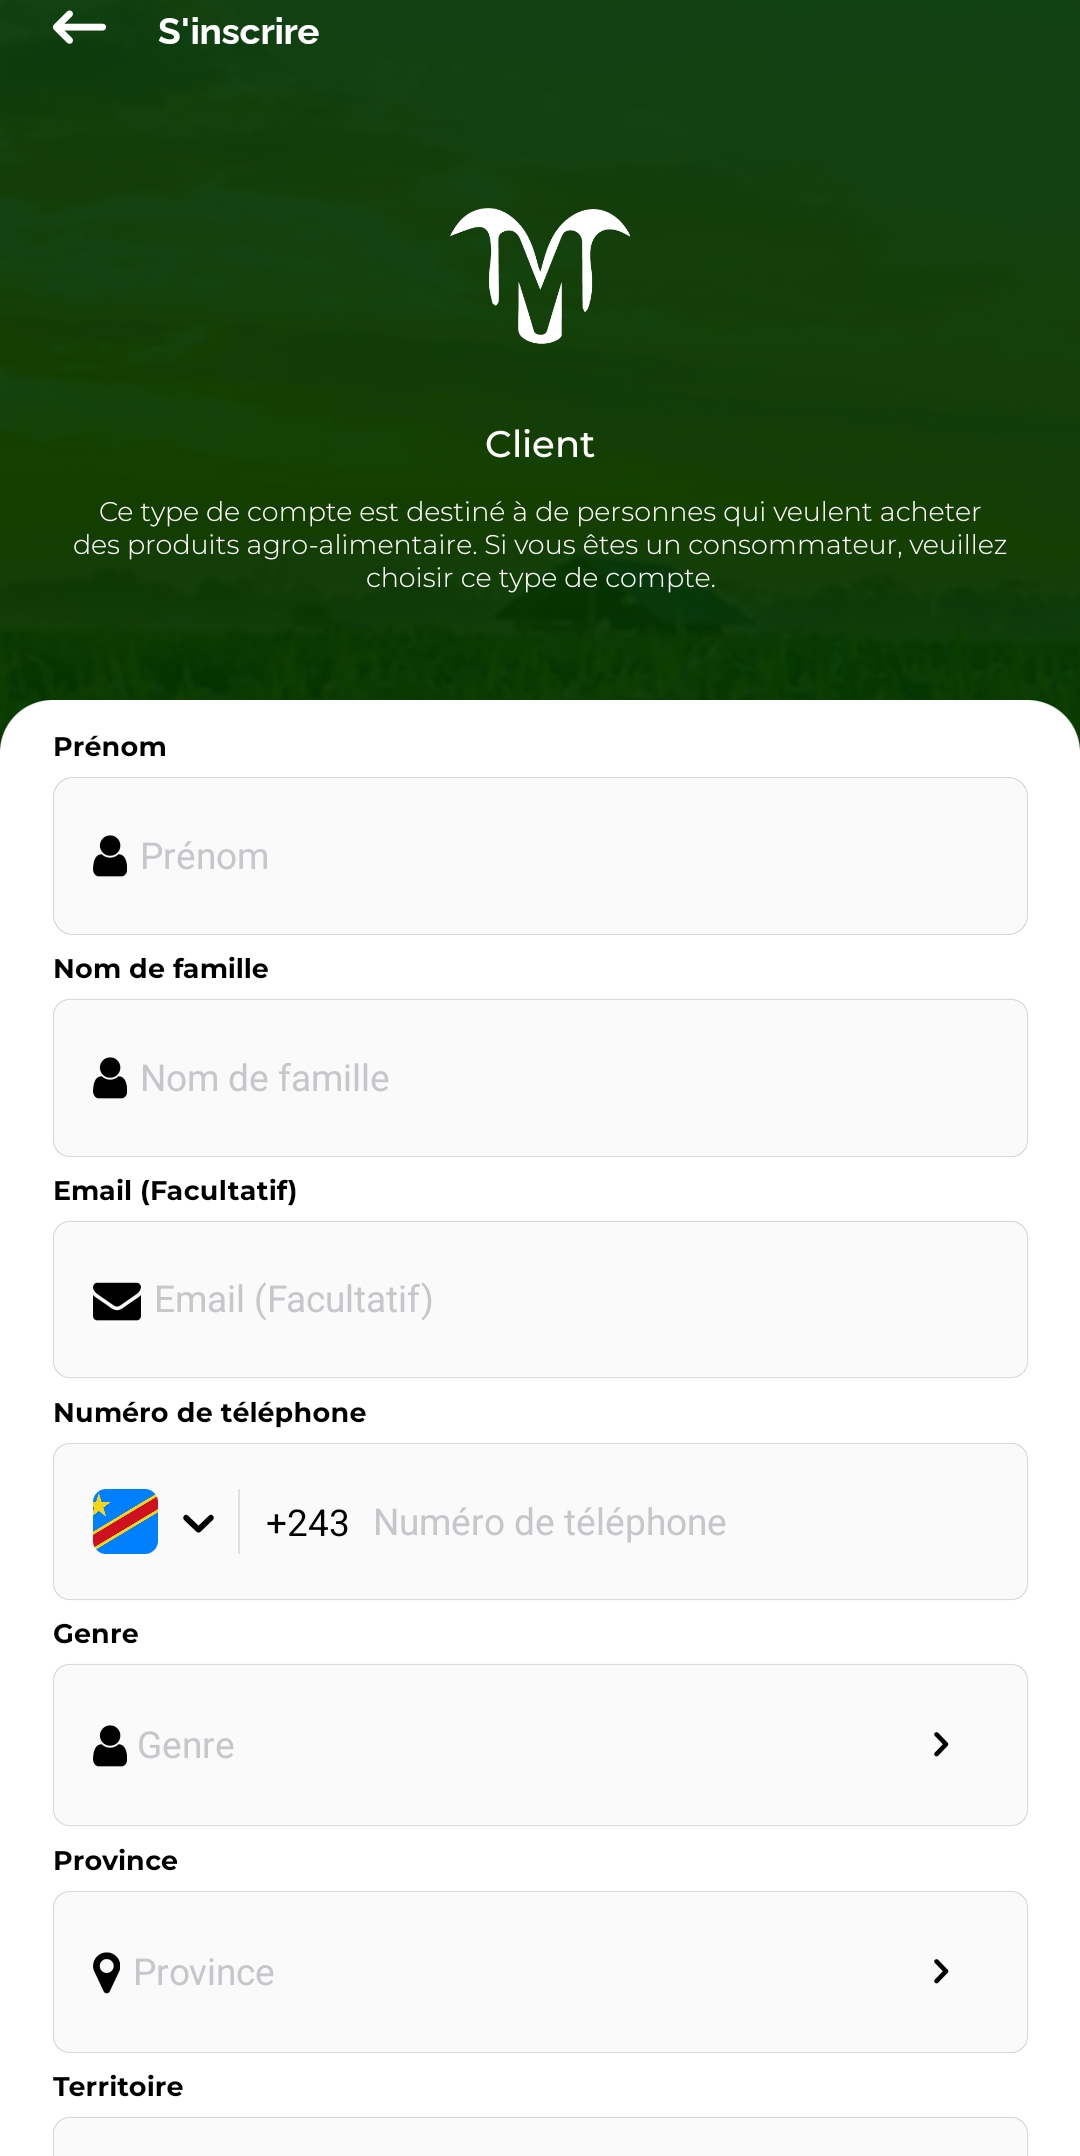 S'inscrire
Client
Ce type de compte est destiné à de personnes qui veulent acheter
des produits agro-alimentaire. Si vous êtes un consommateur, veuillez
choisir ce type de compte.
Prénom
Prénom
Nom de famille
Nom de famille
Email (Facultatif)
Email (Facultatif)
Numéro de téléphone
+243 Numéro de téléphone
Genre
Genre
Province
Province
Territoire